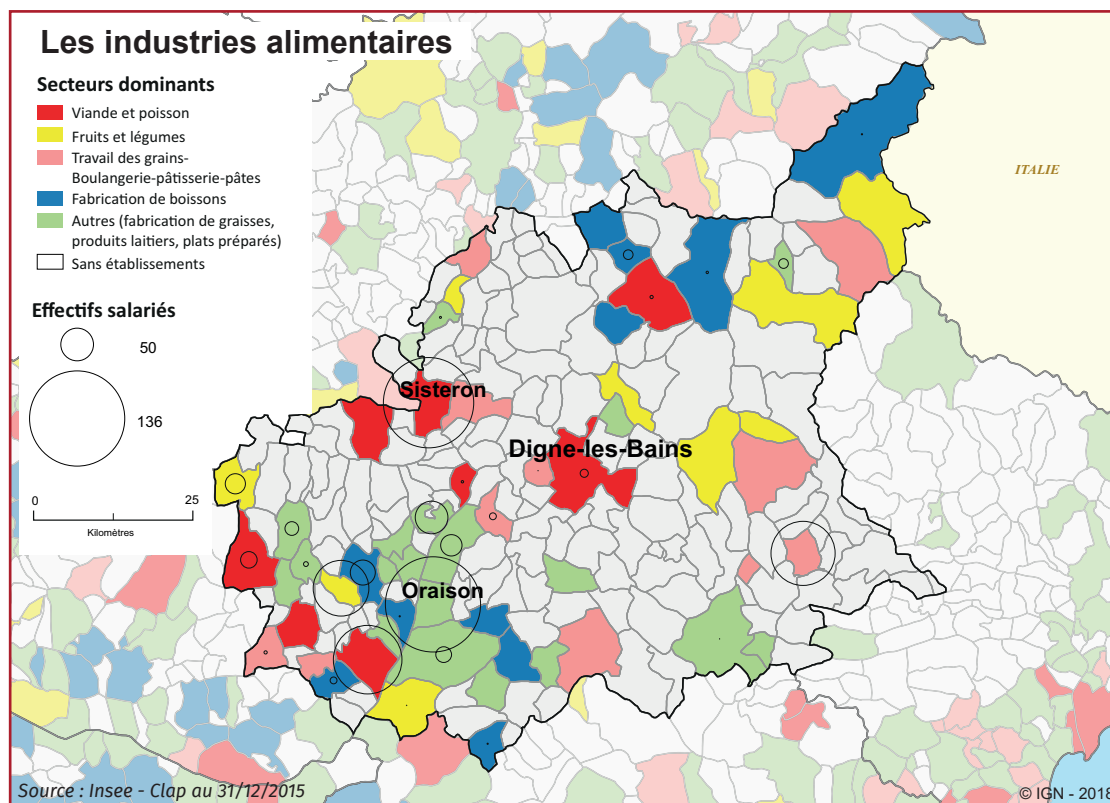 Les industries alimentaires
Secteurs dominants
Viande et poisson
Fruits et légumes
Travail des grains-
Boulangerie-pâtisserie-pâtes
Fabrication de boissons
Autres (fabrication de graisses,
produits laitiers, plats préparés)
Sans établissements
Effectifs salariés
50
136
0 25
Kilomètres
ITALIE
Sisteron
Digne-les-Bains
Oraison
Source : Insee - Clap au 31/12/2015
© IGN - 2018